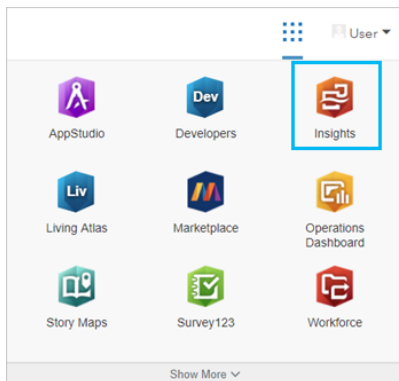 User
AppStudio
Dev
Developers
Insights
Liv
Living Atlas
Marketplace
Operations
Dashboard
Story Maps
Survey123
Workforce
Show More